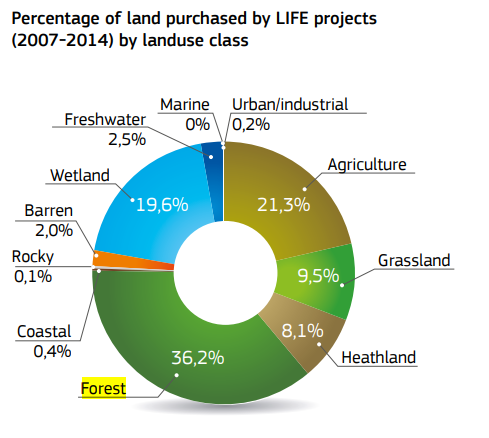 Percentage of land purchased by LIFE projects
(2007-2014) by landuse class
Marine
0%
Urban/industrial
0,2%
Freshwater
2,5%
Agriculture
21,3%
Wetland
19,6%
Barren
2,0%
Grassland
9,5%
Rocky
0,1%
Coastal
0,4%
Heathland
8,1%
Forest
36,2%